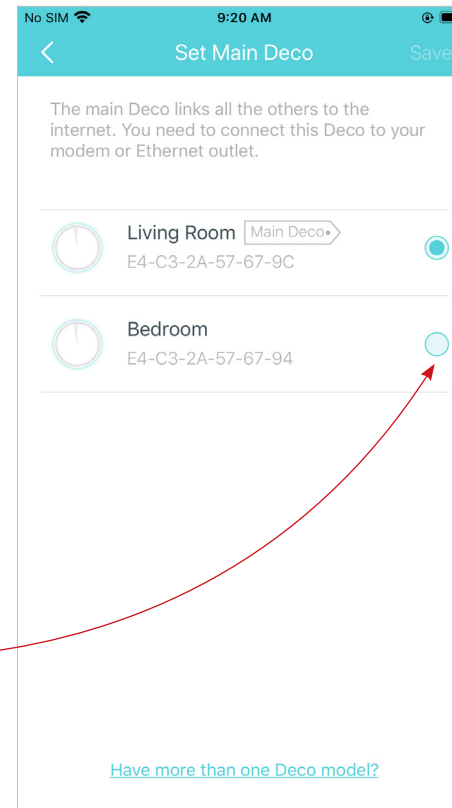 No SIM 9:20 AM
Set Main Deco Save
The main Deco links all the others to the
internet. You need to connect this Deco to your
modem or Ethernet outlet.
Living Room Main Deco
E4-C3-2A-57-67-9C
Bedroom
E4-C3-2A-57-67-94
Have more than one Deco model?